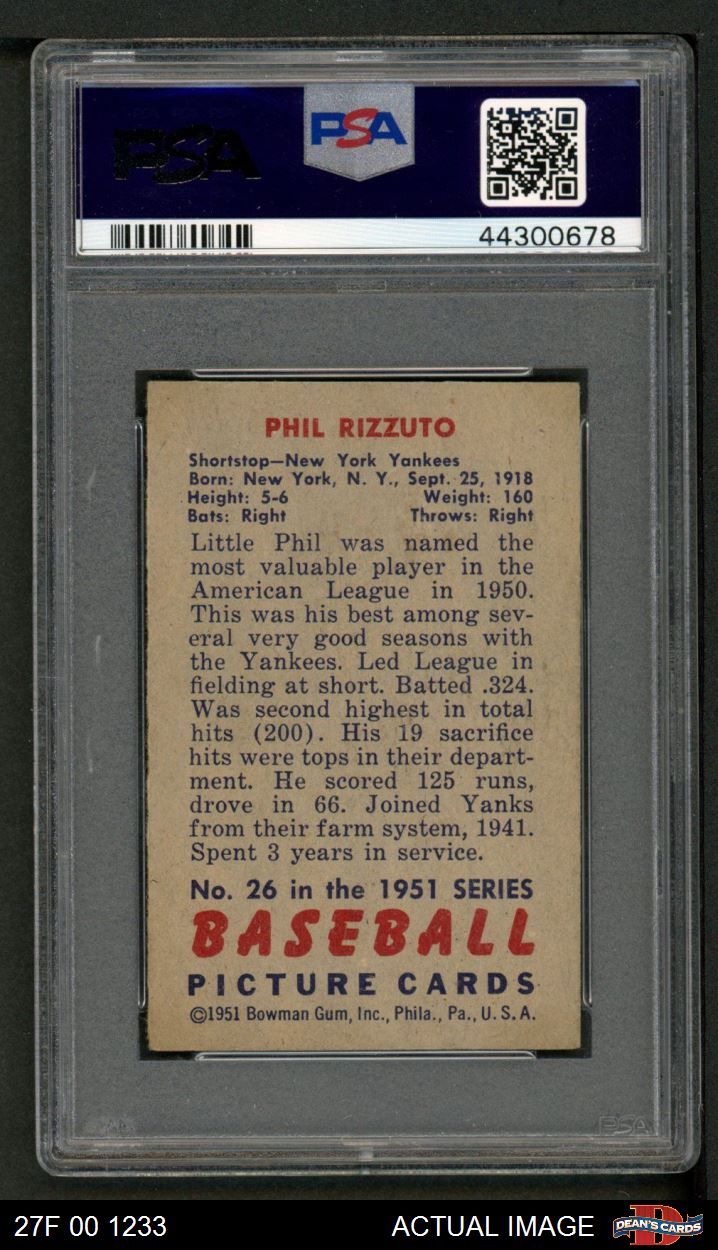 PSA
PSA
44300678
PHIL RIZZUTO
Shortstop—New York Yankees
Born: New York, N. Y., Sept. 25, 1918
Height: 5-6 Weight: 160
Bats: Right Throws: Right
Little Phil was named the
most valuable player in the
American League in 1950.
This was his best among sev-
eral very good seasons with
the Yankees. Led League in
fielding at short. Batted .324.
Was second highest in total
hits (200). His 19 sacrifice
hits were tops in their depart-
ment. He scored 125 runs,
drove in 66. Joined Yanks
from their farm system, 1941.
Spent 3 years in service.
No. 26 in the 1951 SERIES
BASEBALL
PICTURE CARDS
©1951 Bowman Gum, Inc., Phila., Pa., U. S. A.
PSA
27F 00 1233 ACTUAL IMAGE DEAN'S CARDS